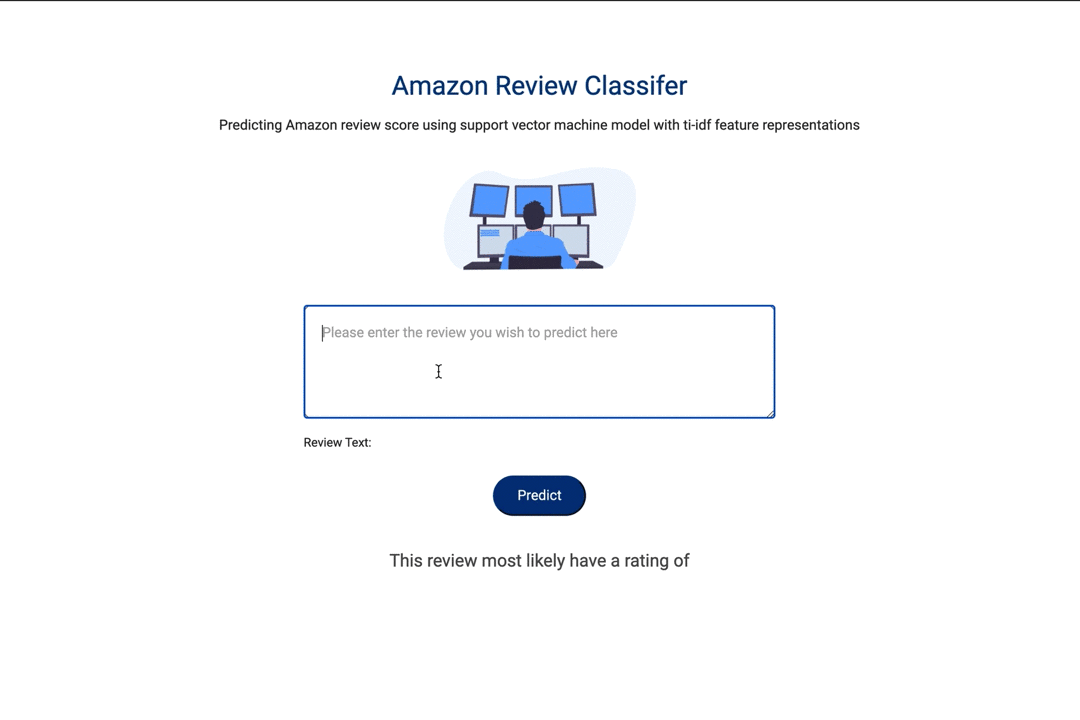 Amazon Review Classifer
Predicting Amazon review score using support vector machine model with ti-idf feature representations
Please enter the review you wish to predict here
Review Text:
Predict
This review most likely have a rating of